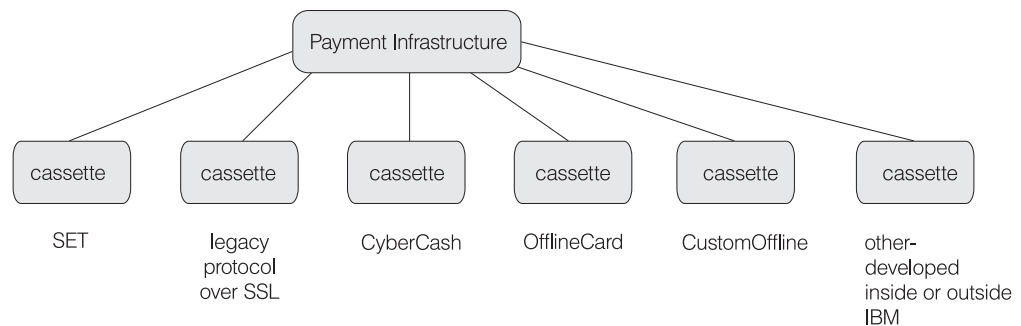 Payment Infrastructure
cassette
cassette
cassette
cassette
cassette
cassette
SET
legacy
protocol
over SSL
CyberCash
OfflineCard
CustomOffline
other-
developed
inside or outside
IBM